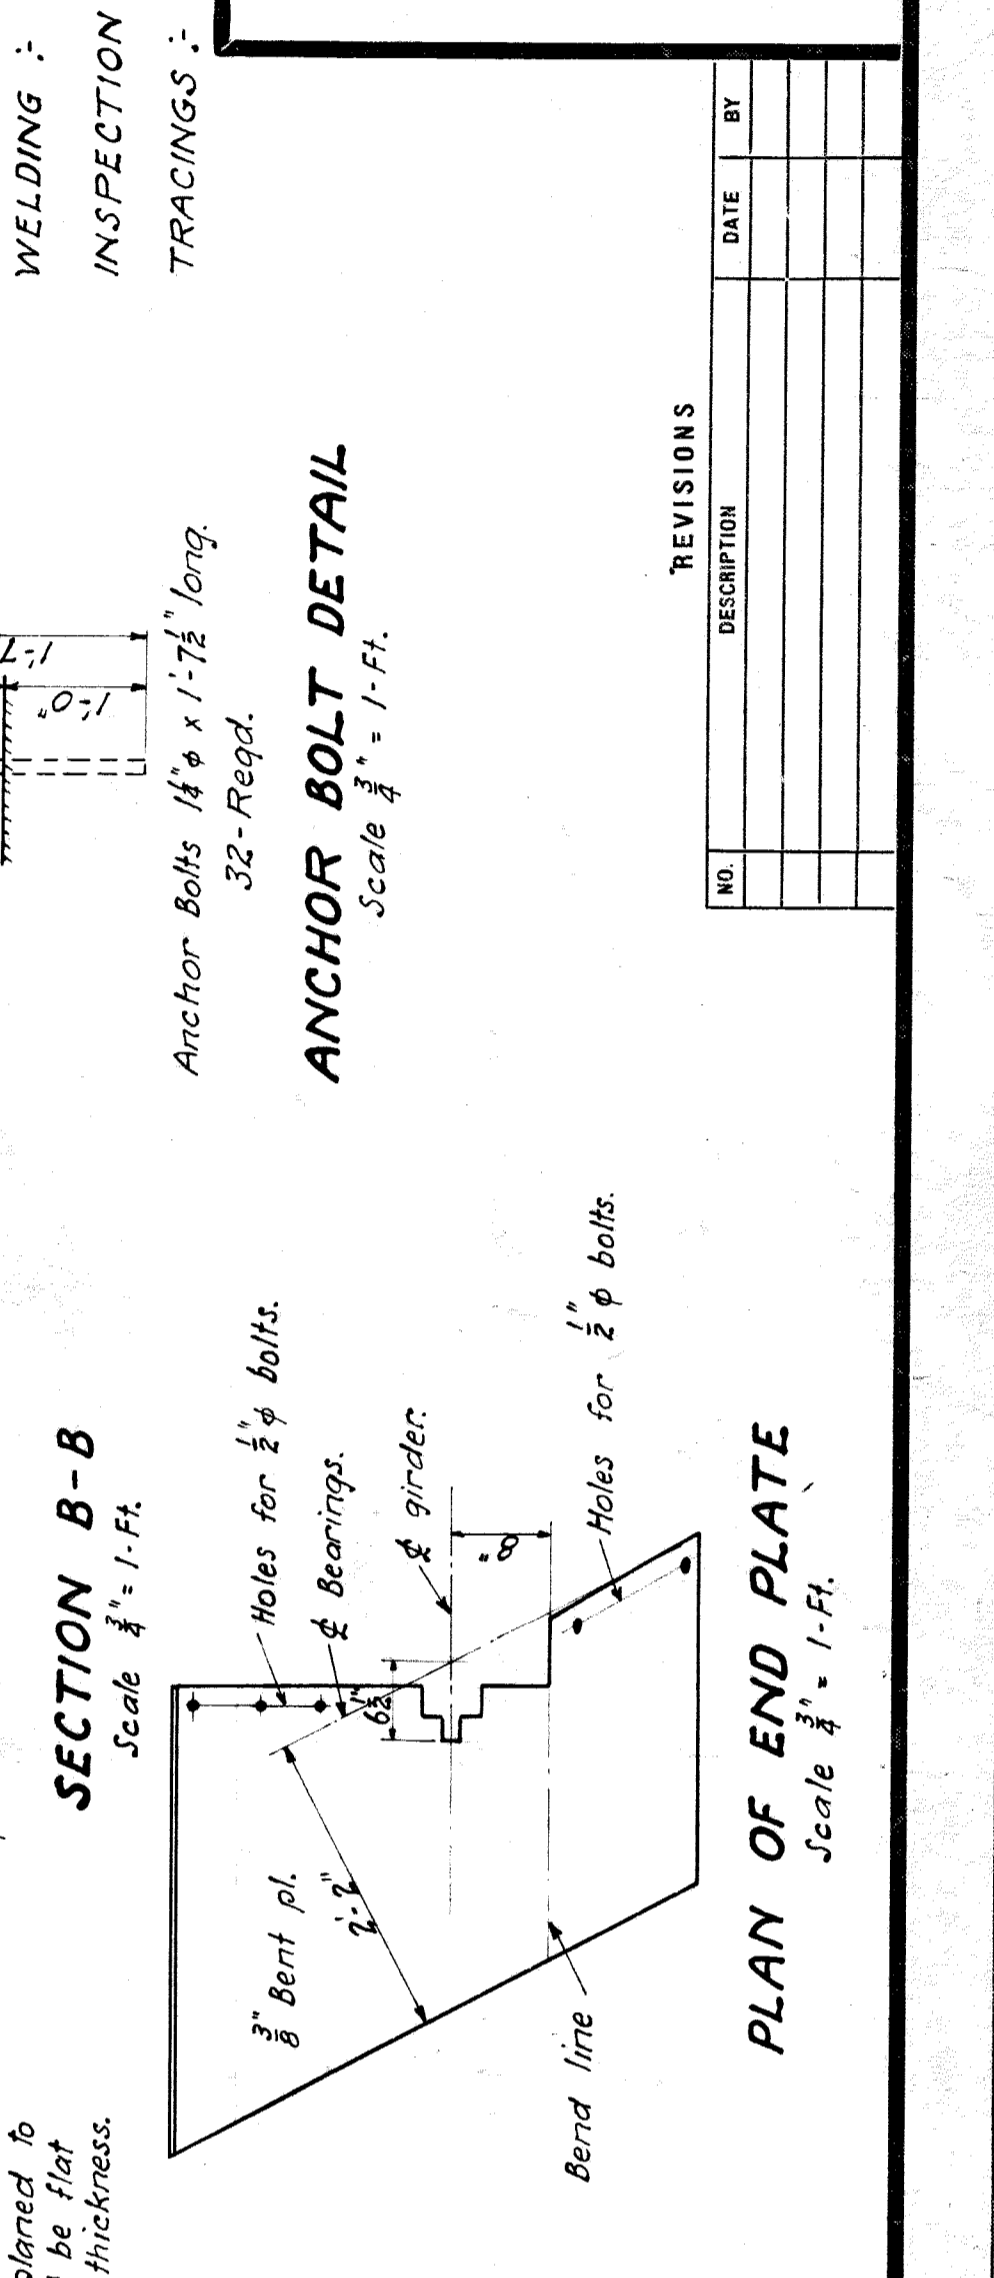 planed to
be flat
thickness.
SECTION B-B
Scale 3/4" = 1-Ft.
Holes for 1/2" ϕ bolts.
℄ Bearings.
6 1/2"
℄ girder.
8"
Holes for 1/2" ϕ bolts.
3/8" Bent pl.
2'-2"
Bend line
PLAN OF END PLATE
Scale 3/4" = 1-Ft.
1'-7
1'-0"
Anchor Bolts 1 1/4" ϕ x 1'-7 1/2" long.
32-Reqd.
ANCHOR BOLT DETAIL
Scale 3/4" = 1-Ft.
WELDING :-
INSPECTION
TRACINGS :-
REVISIONS
NO. DESCRIPTION DATE BY